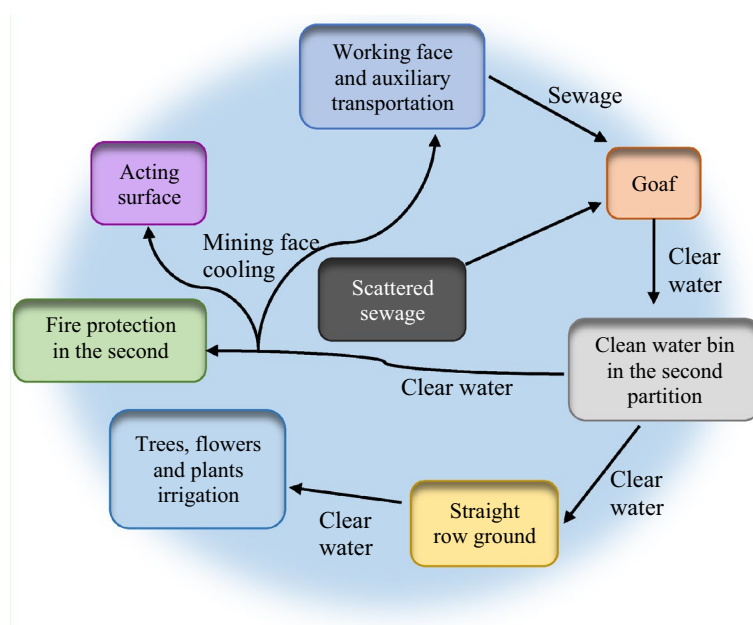 Working face
and auxiliary
transportation
Sewage
Acting
surface
Goaf
Mining face
cooling
Scattered
sewage
Clear
water
Fire protection
in the second
Clean water bin
in the second
partition
Clear water
Trees, flowers
and plants
irrigation
Clear
water
Straight
row ground
Clear
water